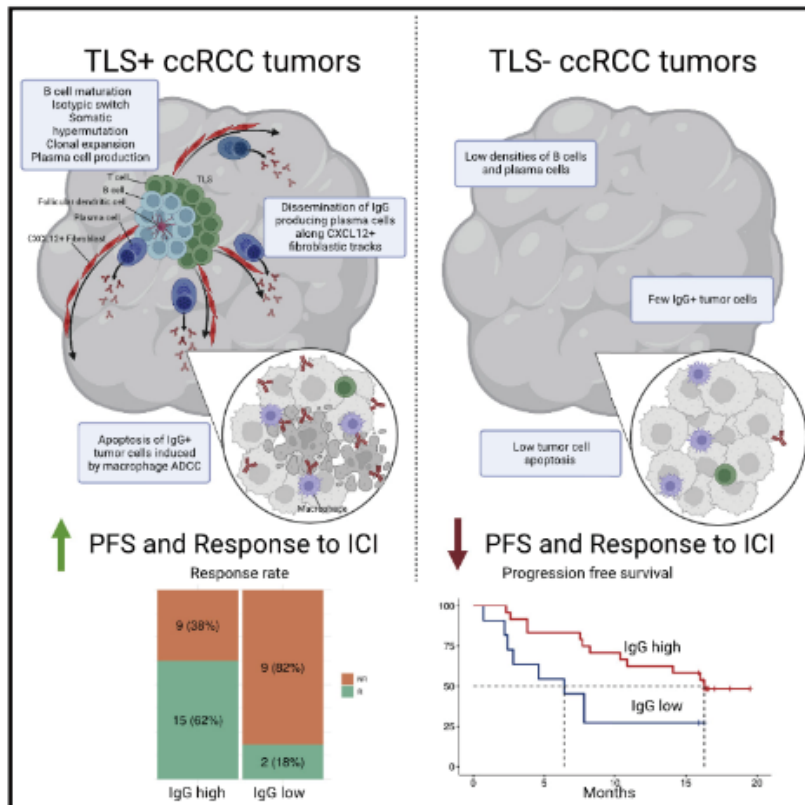 TLS+ ccRCC tumors
B cell maturation
Isotypic switch
Somatic
hypermutation
Clonal expansion
Plasma cell production
T cell
TLS
B cell
Follicular dendritic cell
Plasma cell
CXCL12+ Fibroblast
Dissemination of IgG
producing plasma cells
along CXCL12+
fibroblastic tracks
Apoptosis of IgG+
tumor cells induced
by macrophage ADCC
Macrophage
TLS- ccRCC tumors
Low densities of B cells
and plasma cells
Few IgG+ tumor cells
Low tumor cell
apoptosis
PFS and Response to ICI
Response rate
9 (38%)
15 (62%)
9 (82%)
2 (18%)
NR
R
IgG high
IgG low
PFS and Response to ICI
Progression free survival
100
75
50
25
0
IgG high
IgG low
0
5
10
15
20
Months